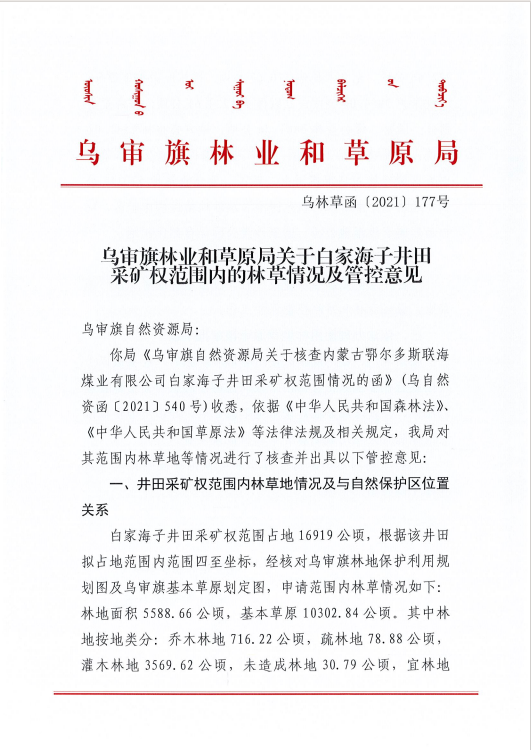 乌审旗林业和草原局
乌林草函〔2021〕177号
乌审旗林业和草原局关于白家海子井田
采矿权范围内的林草情况及管控意见
乌审旗自然资源局：
你局《乌审旗自然资源局关于核查内蒙古鄂尔多斯联海
煤业有限公司白家海子井田采矿权范围情况的函》(乌自然
资函〔2021〕540号)收悉，依据《中华人民共和国森林法》、
《中华人民共和国草原法》等法律法规及相关规定，我局对
其范围内林草地等情况进行了核查并出具以下管控意见：
一、井田采矿权范围内林草地情况及与自然保护区位置
关系
白家海子井田采矿权范围占地16919公顷，根据该井田
拟占地范围内范围四至坐标，经核对乌审旗林地保护利用规
划图及乌审旗基本草原划定图，申请范围内林草情况如下：
林地面积5588.66公顷，基本草原10302.84公顷。其中林
地按地类分：乔木林地716.22公顷，疏林地78.88公顷，
灌木林地3569.62公顷，未造成林地30.79公顷，宜林地